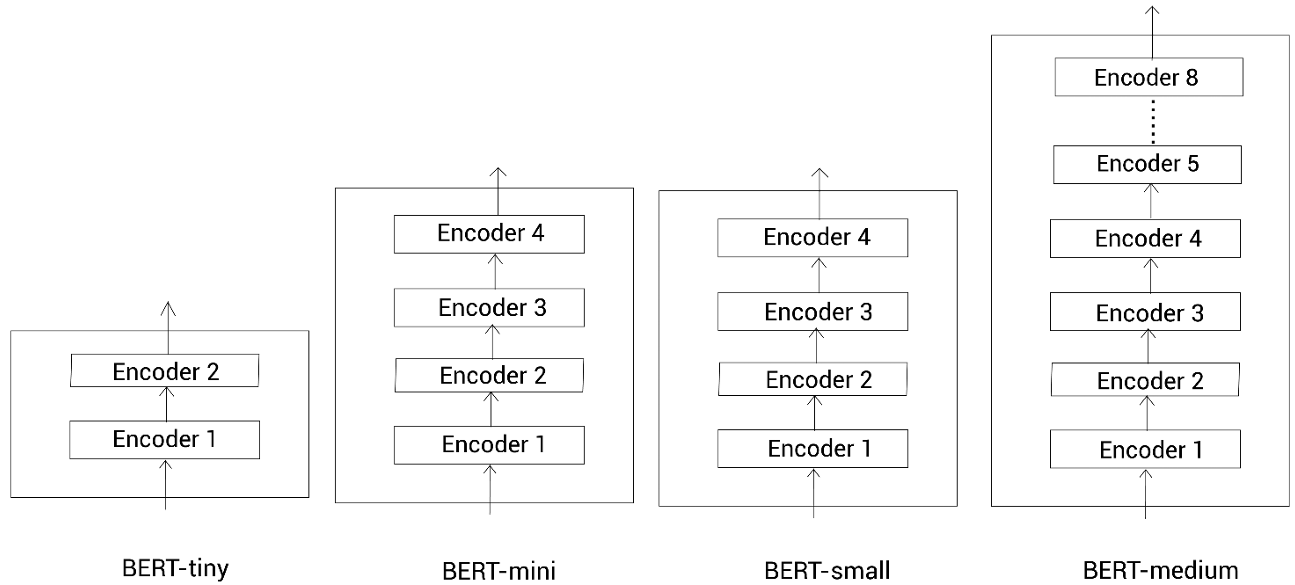 Encoder 2
Encoder 1
BERT-tiny
Encoder 4
Encoder 3
Encoder 2
Encoder 1
BERT-mini
Encoder 4
Encoder 3
Encoder 2
Encoder 1
BERT-small
Encoder 8
Encoder 5
Encoder 4
Encoder 3
Encoder 2
Encoder 1
BERT-medium